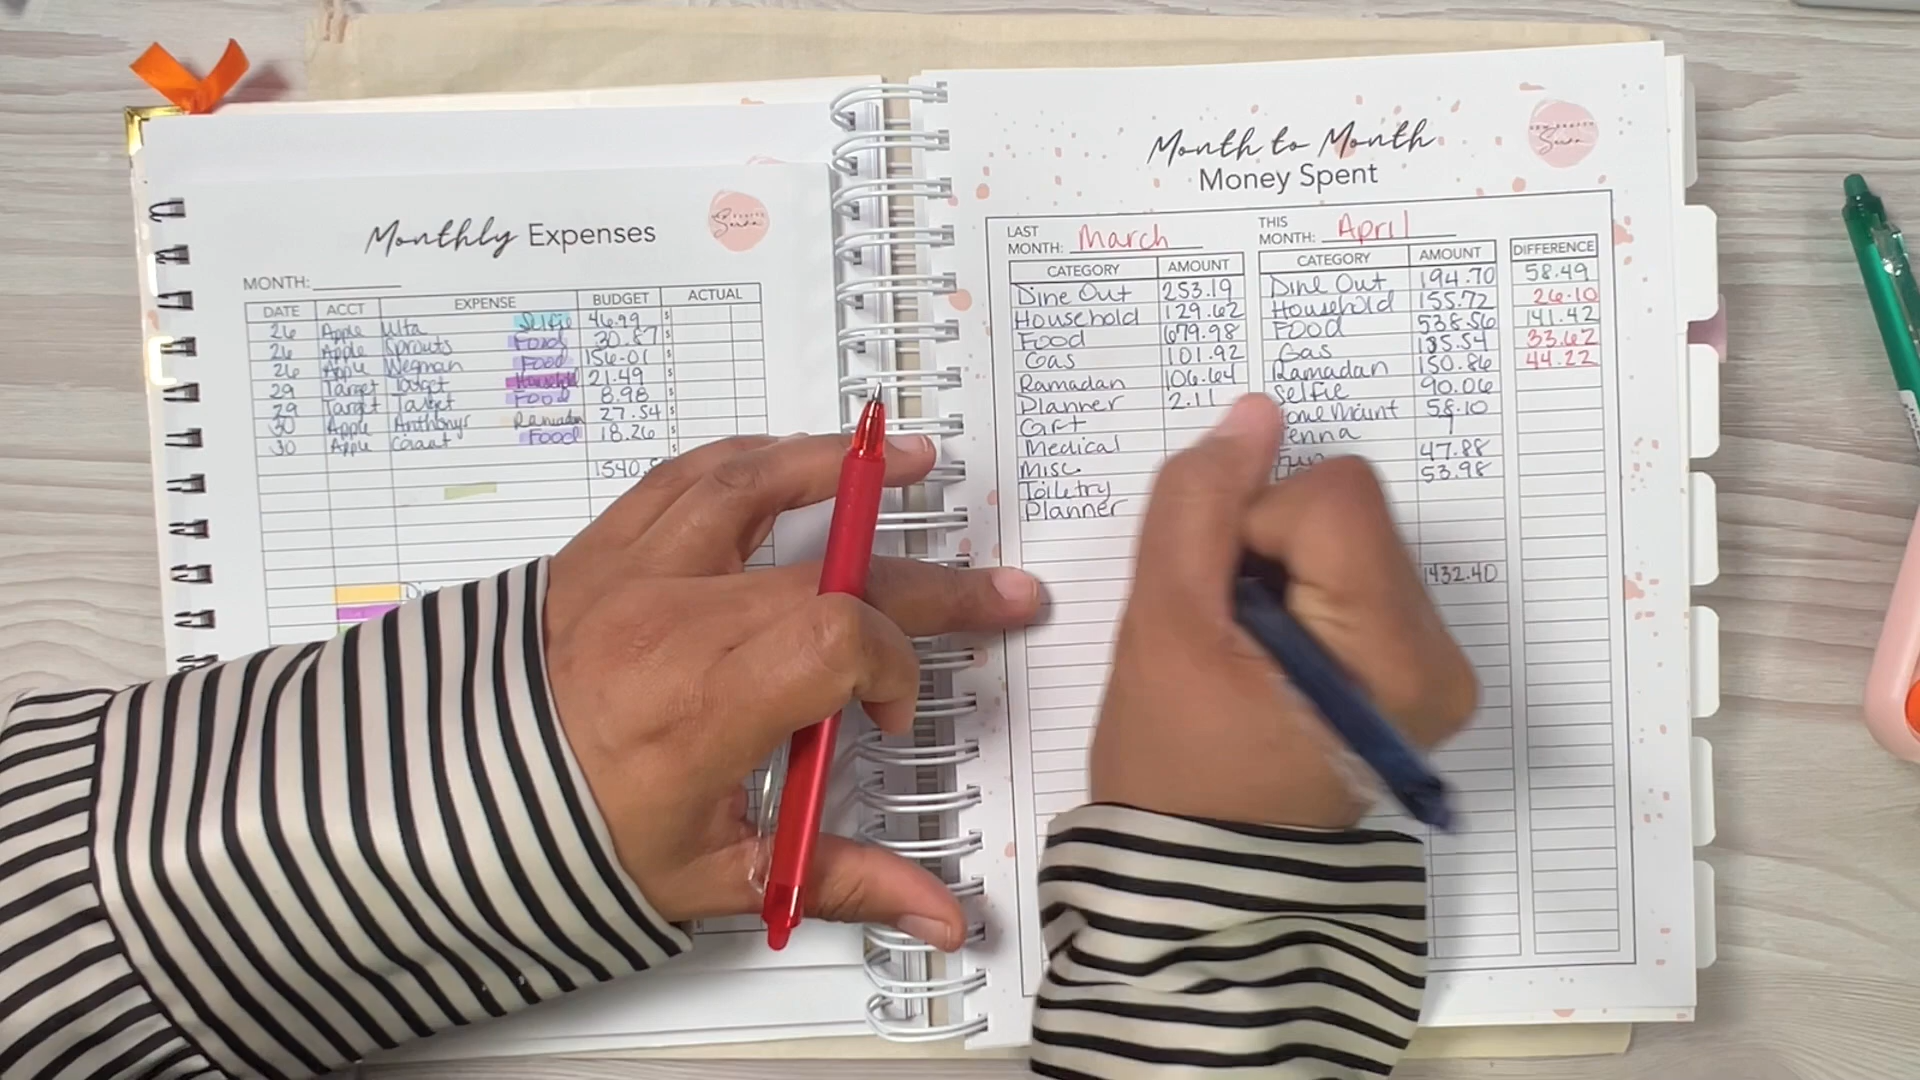 Monthly Expenses
MONTH:
DATE ACCT EXPENSE BUDGET ACTUAL
26 Apple Ulta Selfie 46.99 $
26 Apple Sprouts Food 30.87 $
26 Apple Wegman Food 156.01 $
29 Target Target Household 21.49 $
29 Target Target Food 8.98 $
30 Apple Anthonys Ramadan 27.54 $
30 Apple Giant Food 18.26 $
1540.
Month to Month
Money Spent
LAST MONTH: March
THIS MONTH: April
CATEGORY AMOUNT CATEGORY AMOUNT DIFFERENCE
Dine Out 253.19 Dine Out 194.70 58.49
Household 129.62 Household 155.72 26.10
Food 679.98 Food 538.56 141.42
Gas 101.92 Gas 135.54 33.62
Ramadan 106.64 Ramadan 150.86 44.22
Planner 2.11 Selfie 90.06
Gift 58.10
Medical
Misc 47.88
Toiletry 53.98
Planner
1432.40